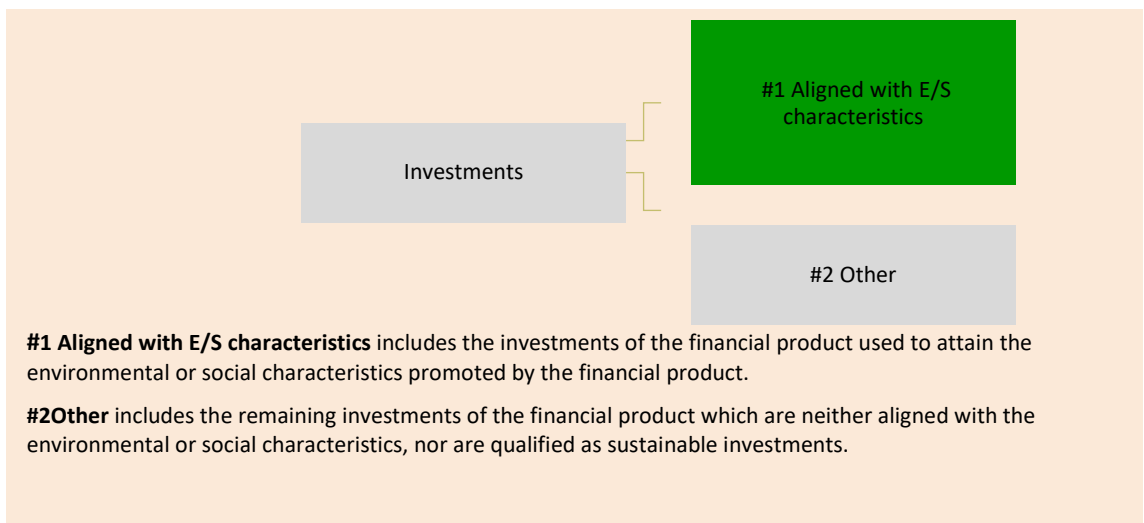 #1 Aligned with E/S
characteristics
Investments
#2 Other
#1 Aligned with E/S characteristics includes the investments of the financial product used to attain the
environmental or social characteristics promoted by the financial product.
#2Other includes the remaining investments of the financial product which are neither aligned with the
environmental or social characteristics, nor are qualified as sustainable investments.